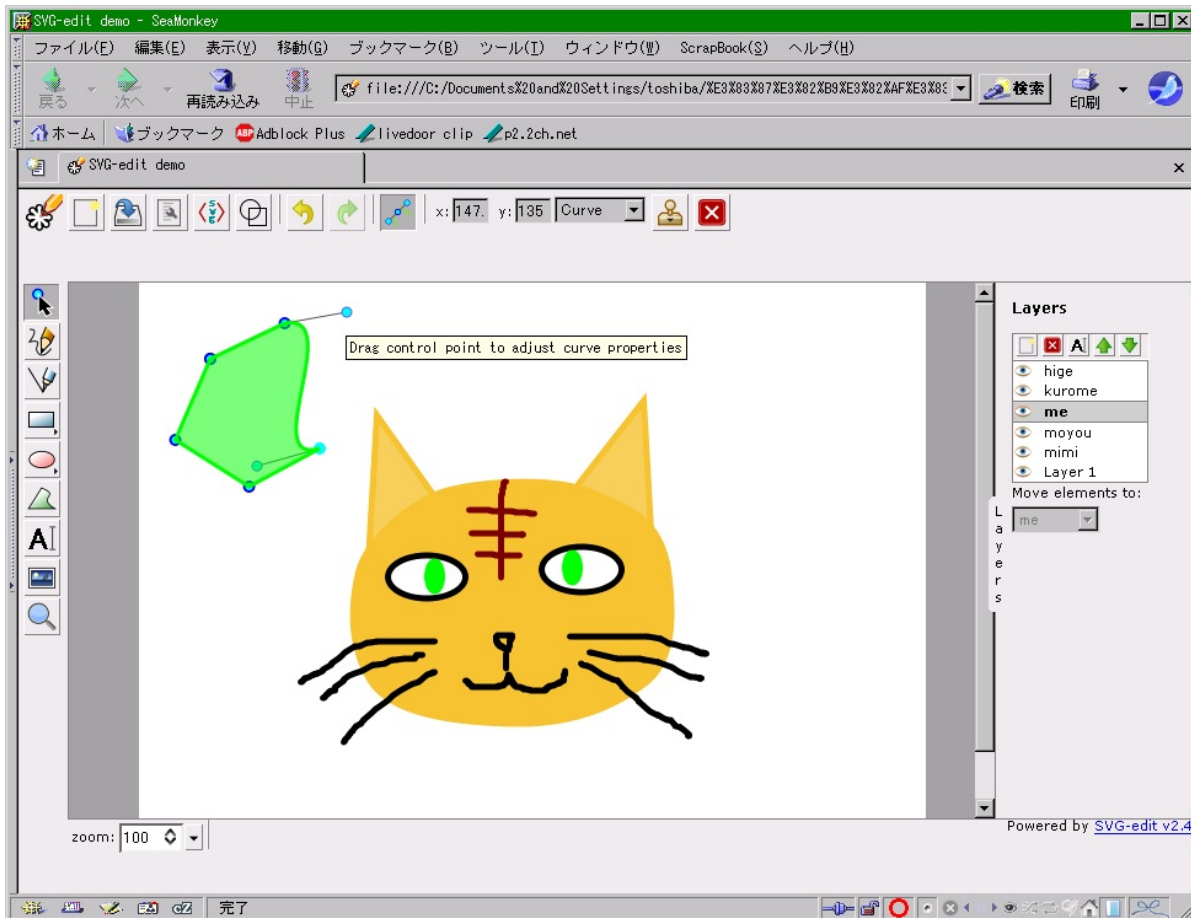 SVG-edit demo - SeaMonkey
ファイル(F) 編集(E) 表示(V) 移動(G) ブックマーク(B) ツール(T) ウィンドウ(W) ScrapBook(S) ヘルプ(H)
戻る 次へ 再読み込み 中止 file:///C:/Documents%20and%20Settings/toshiba/%E3%83%87%E3%82%B9%E3%82%AF%E3%8 検索 印刷
ホーム ブックマーク ABP Adblock Plus livedoor clip p2.2ch.net
SVG-edit demo
x: 147. y: 135 Curve
Drag control point to adjust curve properties
Layers
hige
kurome
me
moyou
mimi
Layer 1
Move elements to:
me
Layers
Powered by SVG-edit v2.4
zoom: 100
完了